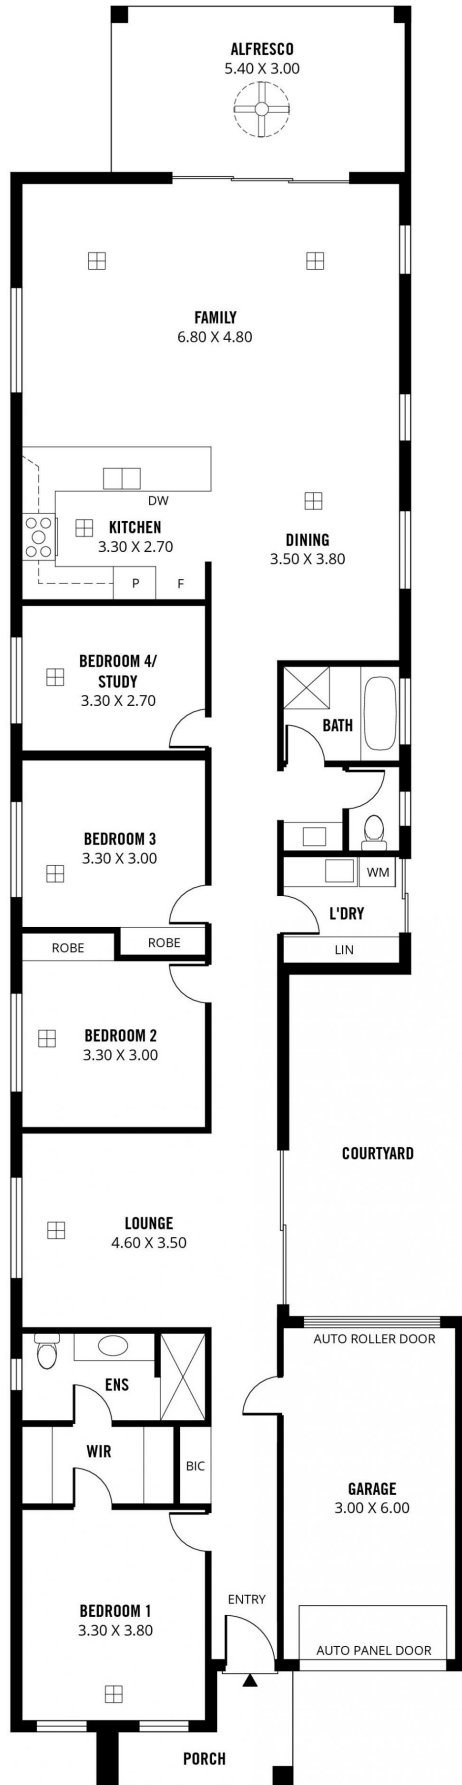 ALFRESCO
5.40 X 3.00
FAMILY
6.80 X 4.80
DW
KITCHEN
3.30 X 2.70
DINING
3.50 X 3.80
P
F
BEDROOM 4/
STUDY
3.30 X 2.70
BATH
BEDROOM 3
3.30 X 3.00
WM
L'DRY
ROBE
ROBE
LIN
BEDROOM 2
3.30 X 3.00
COURTYARD
LOUNGE
4.60 X 3.50
AUTO ROLLER DOOR
ENS
WIR
BIC
GARAGE
3.00 X 6.00
BEDROOM 1
3.30 X 3.80
ENTRY
AUTO PANEL DOOR
PORCH